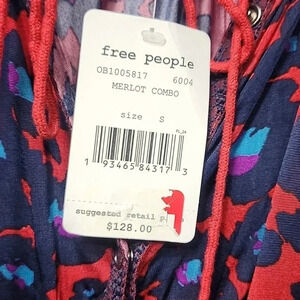 free people
OB1005817 6004
MERLOT COMBO
size S
1 93465 84317 3
suggested retail
$128.00